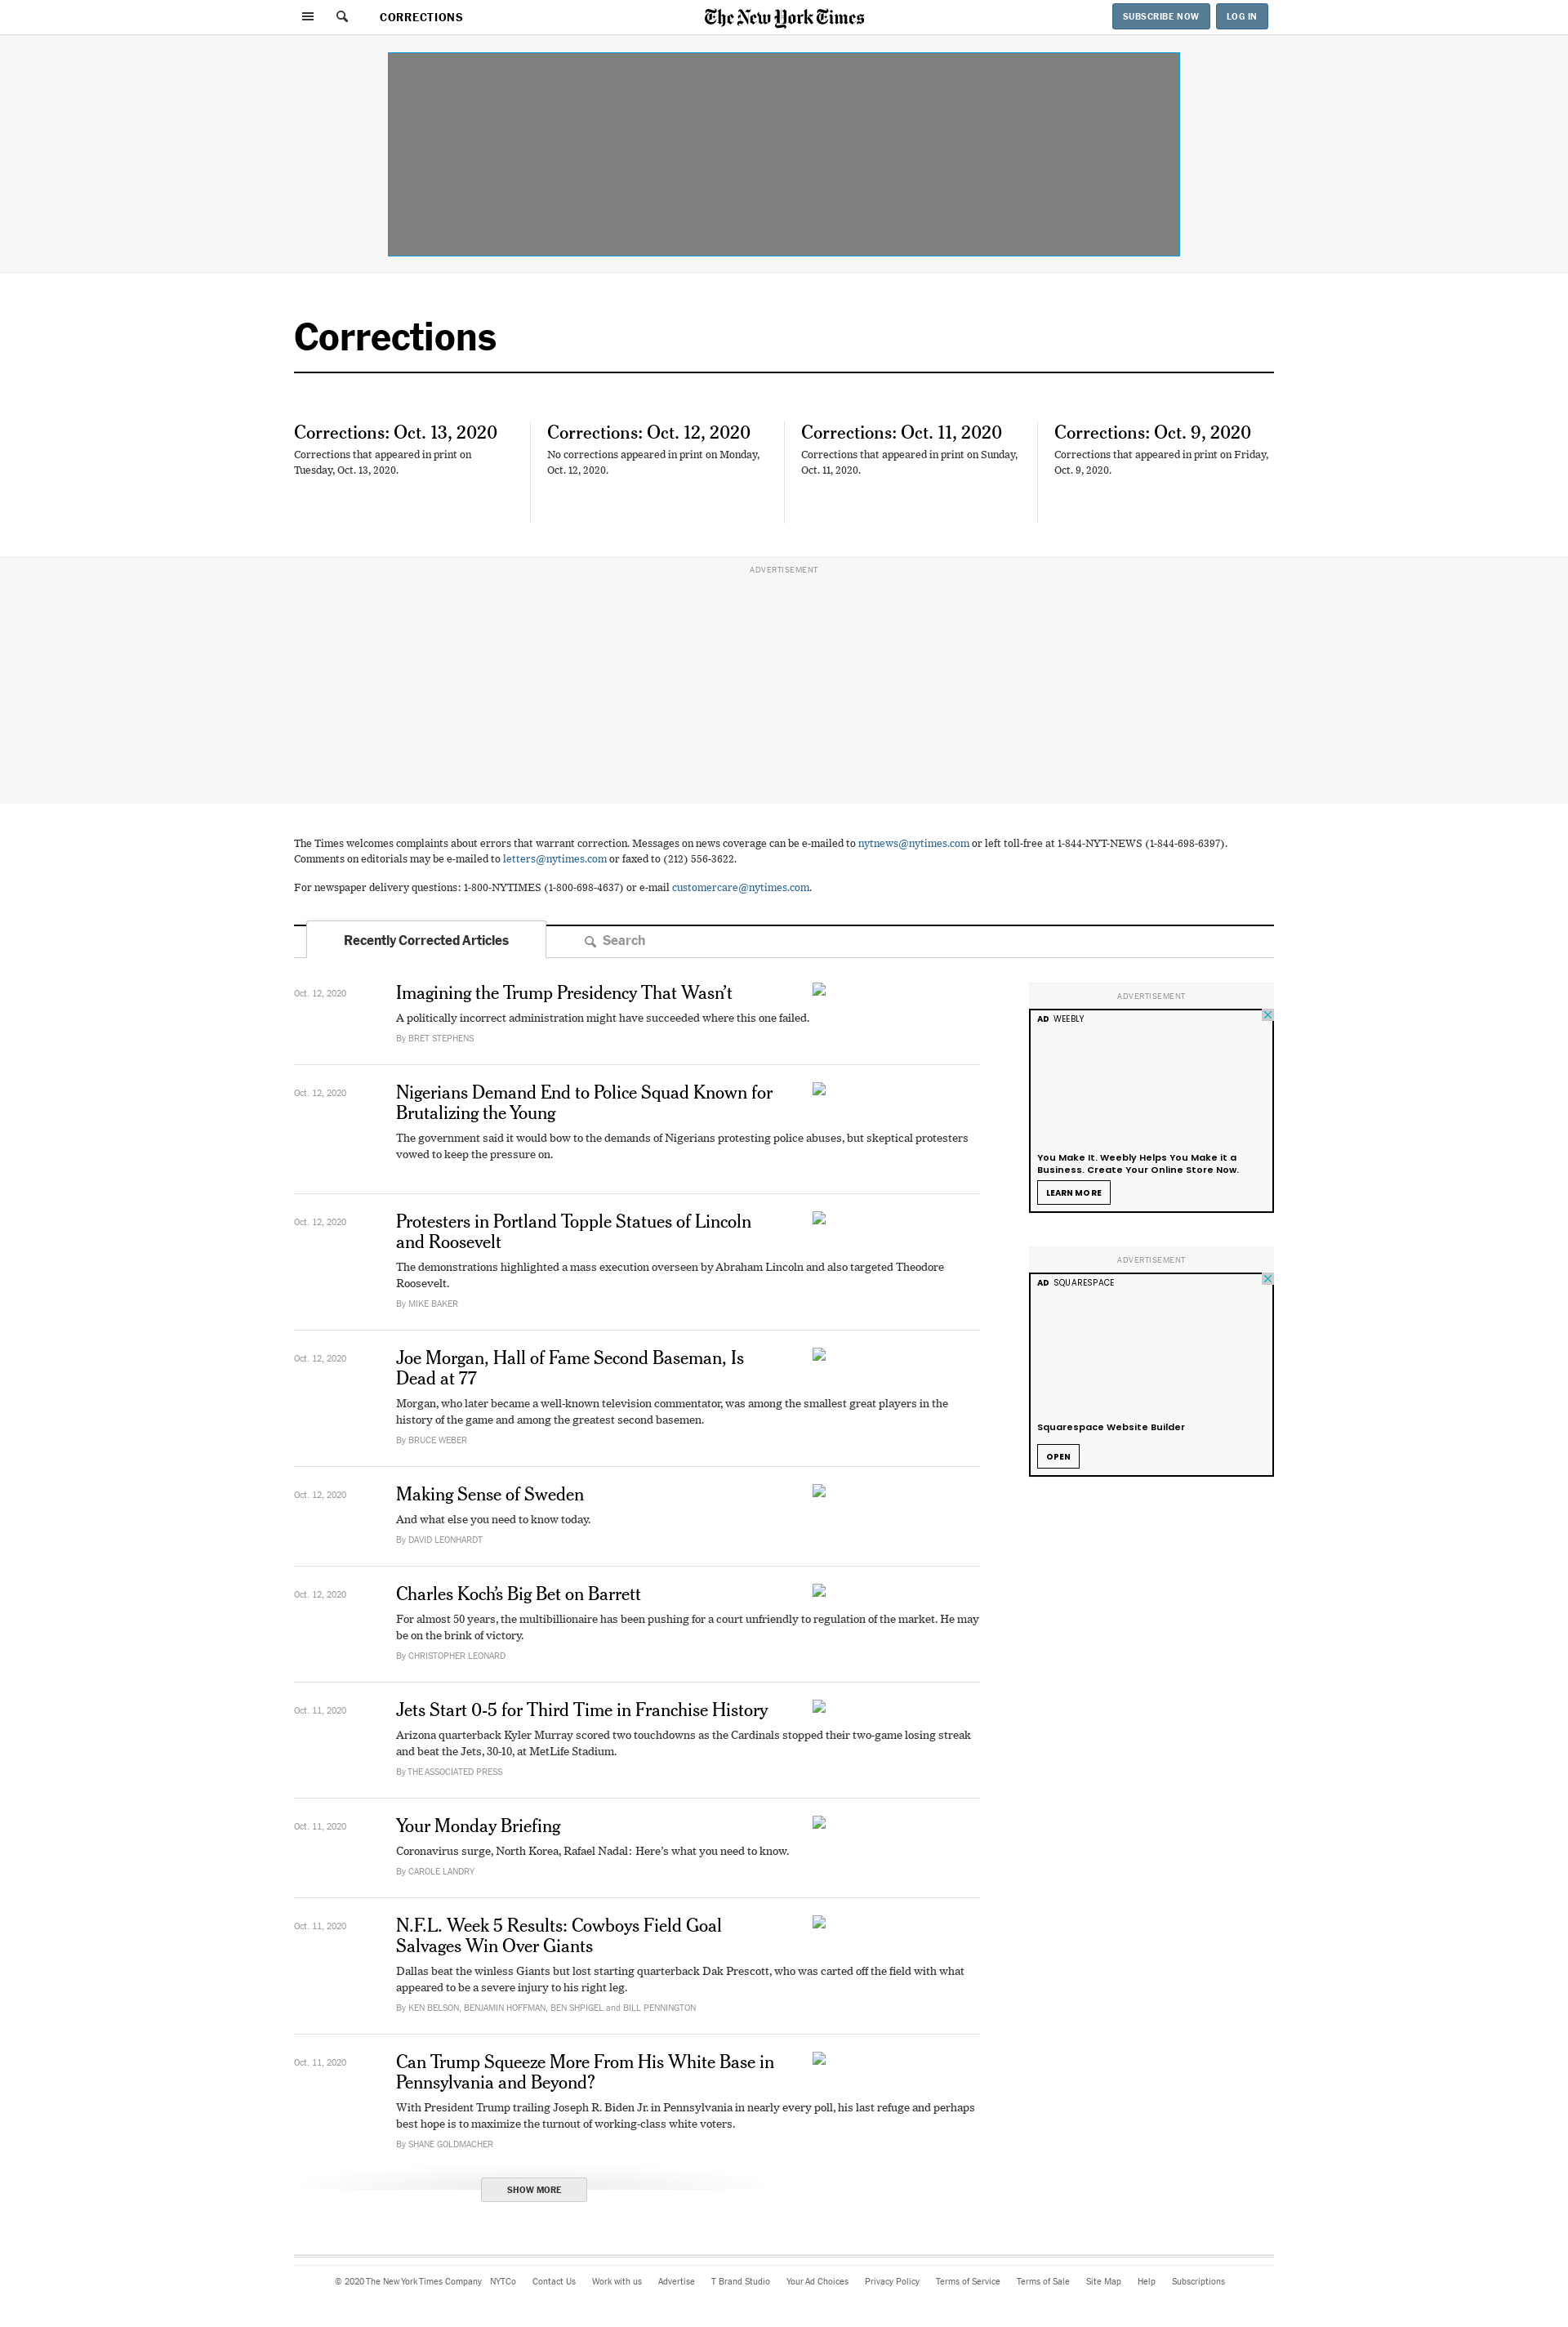 CORRECTIONS
The New York Times
SUBSCRIBE NOW
LOG IN
Corrections
Corrections: Oct. 13, 2020
Corrections that appeared in print on
Tuesday, Oct. 13, 2020.
Corrections: Oct. 12, 2020
No corrections appeared in print on Monday,
Oct. 12, 2020.
Corrections: Oct. 11, 2020
Corrections that appeared in print on Sunday,
Oct. 11, 2020.
Corrections: Oct. 9, 2020
Corrections that appeared in print on Friday,
Oct. 9, 2020.
ADVERTISEMENT
The Times welcomes complaints about errors that warrant correction. Messages on news coverage can be e-mailed to nytnews@nytimes.com or left toll-free at 1-844-NYT-NEWS (1-844-698-6397).
Comments on editorials may be e-mailed to letters@nytimes.com or faxed to (212) 556-3622.
For newspaper delivery questions: 1-800-NYTIMES (1-800-698-4637) or e-mail customercare@nytimes.com.
Recently Corrected Articles
Search
Oct. 12, 2020
Imagining the Trump Presidency That Wasn’t
A politically incorrect administration might have succeeded where this one failed.
By BRET STEPHENS
Oct. 12, 2020
Nigerians Demand End to Police Squad Known for
Brutalizing the Young
The government said it would bow to the demands of Nigerians protesting police abuses, but skeptical protesters
vowed to keep the pressure on.
Oct. 12, 2020
Protesters in Portland Topple Statues of Lincoln
and Roosevelt
The demonstrations highlighted a mass execution overseen by Abraham Lincoln and also targeted Theodore
Roosevelt.
By MIKE BAKER
Oct. 12, 2020
Joe Morgan, Hall of Fame Second Baseman, Is
Dead at 77
Morgan, who later became a well-known television commentator, was among the smallest great players in the
history of the game and among the greatest second basemen.
By BRUCE WEBER
Oct. 12, 2020
Making Sense of Sweden
And what else you need to know today.
By DAVID LEONHARDT
Oct. 12, 2020
Charles Koch’s Big Bet on Barrett
For almost 50 years, the multibillionaire has been pushing for a court unfriendly to regulation of the market. He may
be on the brink of victory.
By CHRISTOPHER LEONARD
Oct. 11, 2020
Jets Start 0-5 for Third Time in Franchise History
Arizona quarterback Kyler Murray scored two touchdowns as the Cardinals stopped their two-game losing streak
and beat the Jets, 30-10, at MetLife Stadium.
By THE ASSOCIATED PRESS
Oct. 11, 2020
Your Monday Briefing
Coronavirus surge, North Korea, Rafael Nadal: Here’s what you need to know.
By CAROLE LANDRY
Oct. 11, 2020
N.F.L. Week 5 Results: Cowboys Field Goal
Salvages Win Over Giants
Dallas beat the winless Giants but lost starting quarterback Dak Prescott, who was carted off the field with what
appeared to be a severe injury to his right leg.
By KEN BELSON, BENJAMIN HOFFMAN, BEN SHPIGEL and BILL PENNINGTON
Oct. 11, 2020
Can Trump Squeeze More From His White Base in
Pennsylvania and Beyond?
With President Trump trailing Joseph R. Biden Jr. in Pennsylvania in nearly every poll, his last refuge and perhaps
best hope is to maximize the turnout of working-class white voters.
By SHANE GOLDMACHER
SHOW MORE
ADVERTISEMENT
AD WEEBLY
You Make It. Weebly Helps You Make it a
Business. Create Your Online Store Now.
LEARN MORE
ADVERTISEMENT
AD SQUARESPACE
Squarespace Website Builder
OPEN
© 2020 The New York Times Company NYTCo Contact Us Work with us Advertise T Brand Studio Your Ad Choices Privacy Policy Terms of Service Terms of Sale Site Map Help Subscriptions